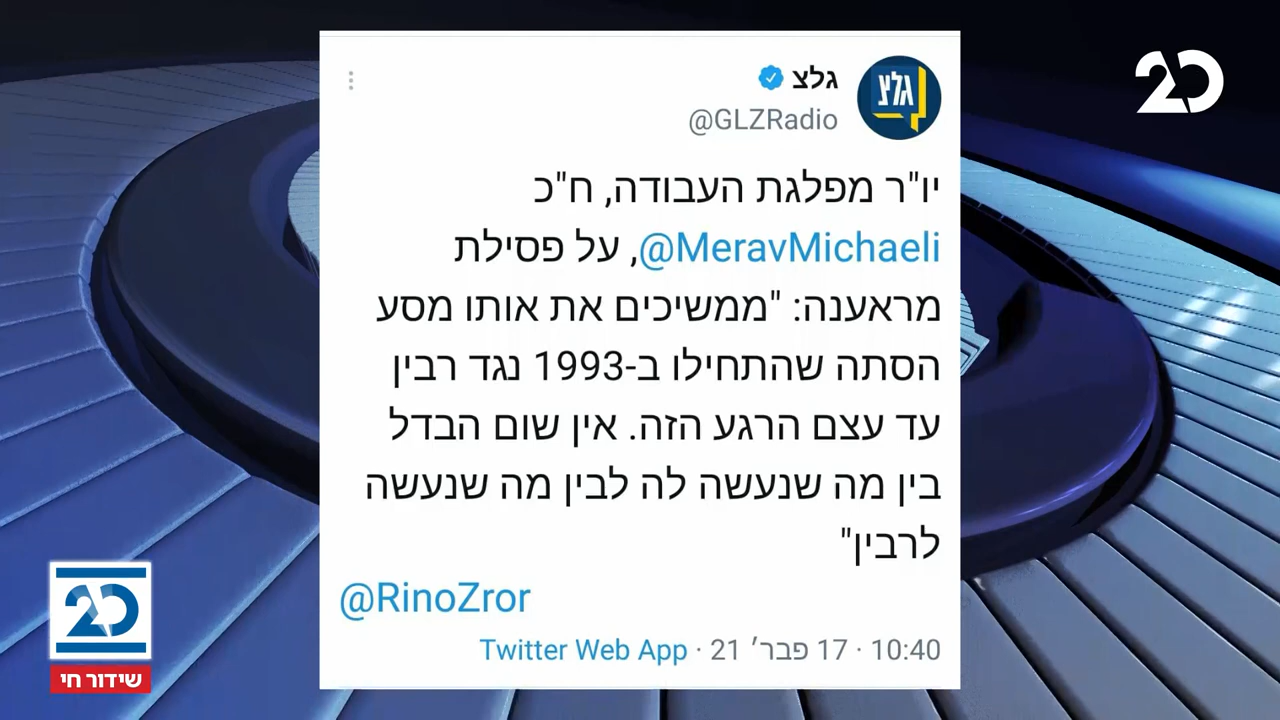 גלצ
@GLZRadio
גלצ
20
יו"ר מפלגת העבודה, ח"כ
@MeravMichaeli, על פסילת
מראענה: "ממשיכים את אותו מסע
הסתה שהתחילו ב-1993 נגד רבין
עד עצם הרגע הזה. אין שום הבדל
בין מה שנעשה לה לבין מה שנעשה
לרבין"
@RinoZror
10:40 · 17 פבר׳ 21 · Twitter Web App
20
שידור חי